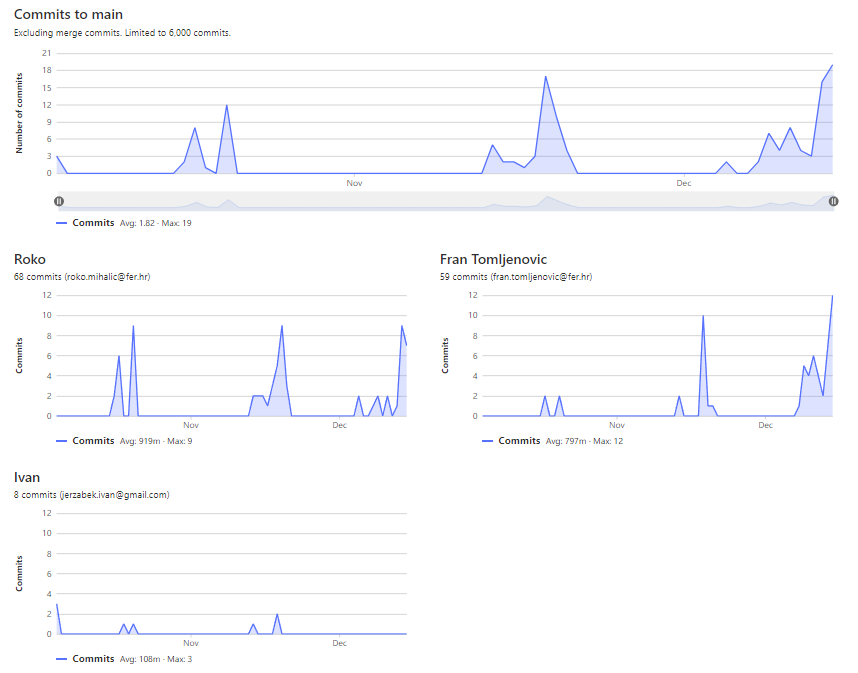 Commits to main
Excluding merge commits. Limited to 6,000 commits.
Number of commits
21
18
15
12
9
6
3
0
Nov
Dec
Commits Avg: 1.82 · Max: 19
Roko
68 commits (roko.mihalic@fer.hr)
Commits
12
10
8
6
4
2
0
Nov
Dec
Commits Avg: 919m · Max: 9
Fran Tomljenovic
59 commits (fran.tomljenovic@fer.hr)
Commits
12
10
8
6
4
2
0
Nov
Dec
Commits Avg: 797m · Max: 12
Ivan
8 commits (jerzabek.ivan@gmail.com)
Commits
12
10
8
6
4
2
0
Nov
Dec
Commits Avg: 108m · Max: 3